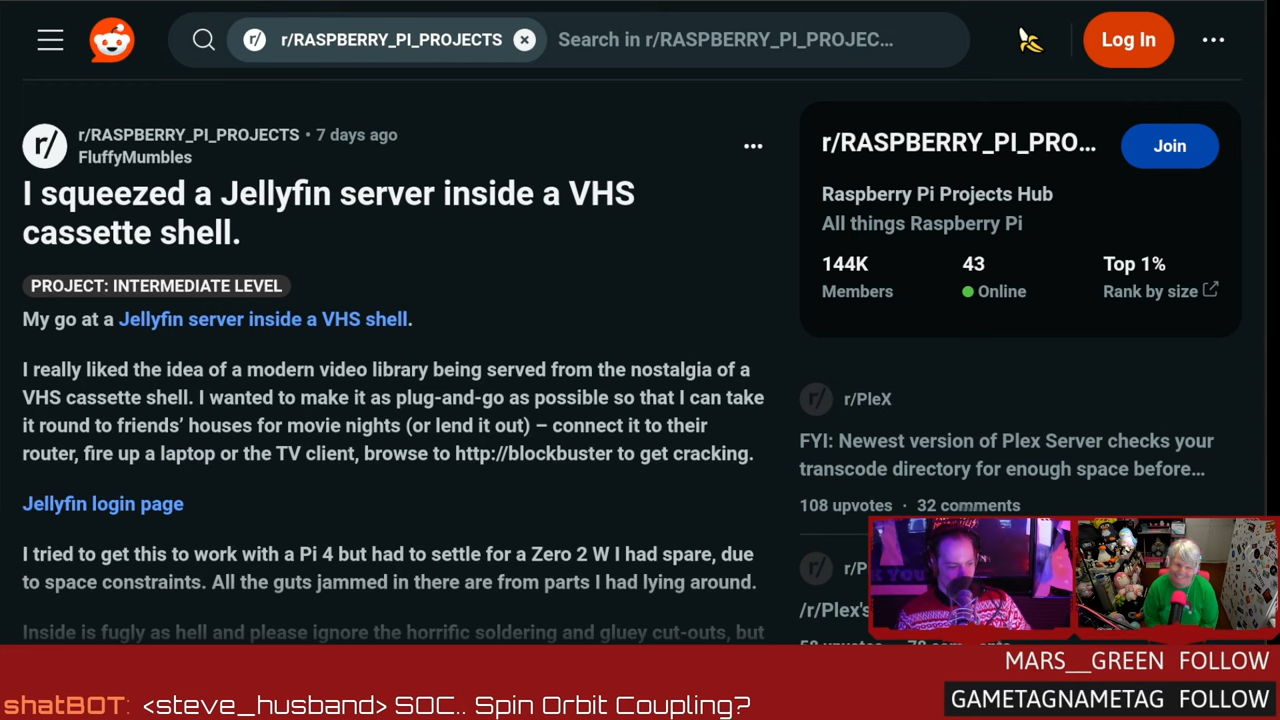 r/RASPBERRY_PI_PROJECTS
Search in r/RASPBERRY_PI_PROJEC...
Log In
r/
r/RASPBERRY_PI_PROJECTS • 7 days ago
FluffyMumbles
I squeezed a Jellyfin server inside a VHS
cassette shell.
PROJECT: INTERMEDIATE LEVEL
My go at a Jellyfin server inside a VHS shell.
I really liked the idea of a modern video library being served from the nostalgia of a
VHS cassette shell. I wanted to make it as plug-and-go as possible so that I can take
it round to friends’ houses for movie nights (or lend it out) – connect it to their
router, fire up a laptop or the TV client, browse to http://blockbuster to get cracking.
Jellyfin login page
I tried to get this to work with a Pi 4 but had to settle for a Zero 2 W I had spare, due
to space constraints. All the guts jammed in there are from parts I had lying around.
Inside is fugly as hell and please ignore the horrific soldering and gluey cut-outs, but
r/RASPBERRY_PI_PRO...
Join
Raspberry Pi Projects Hub
All things Raspberry Pi
144K 43 Top 1%
Members Online Rank by size
r/ r/PleX
FYI: Newest version of Plex Server checks your
transcode directory for enough space before...
108 upvotes · 32 comments
r/ r/P
/r/Plex's
MARS__GREEN FOLLOW
GAMETAGNAMETAG FOLLOW
shatBOT: <steve_husband> SOC.. Spin Orbit Coupling?